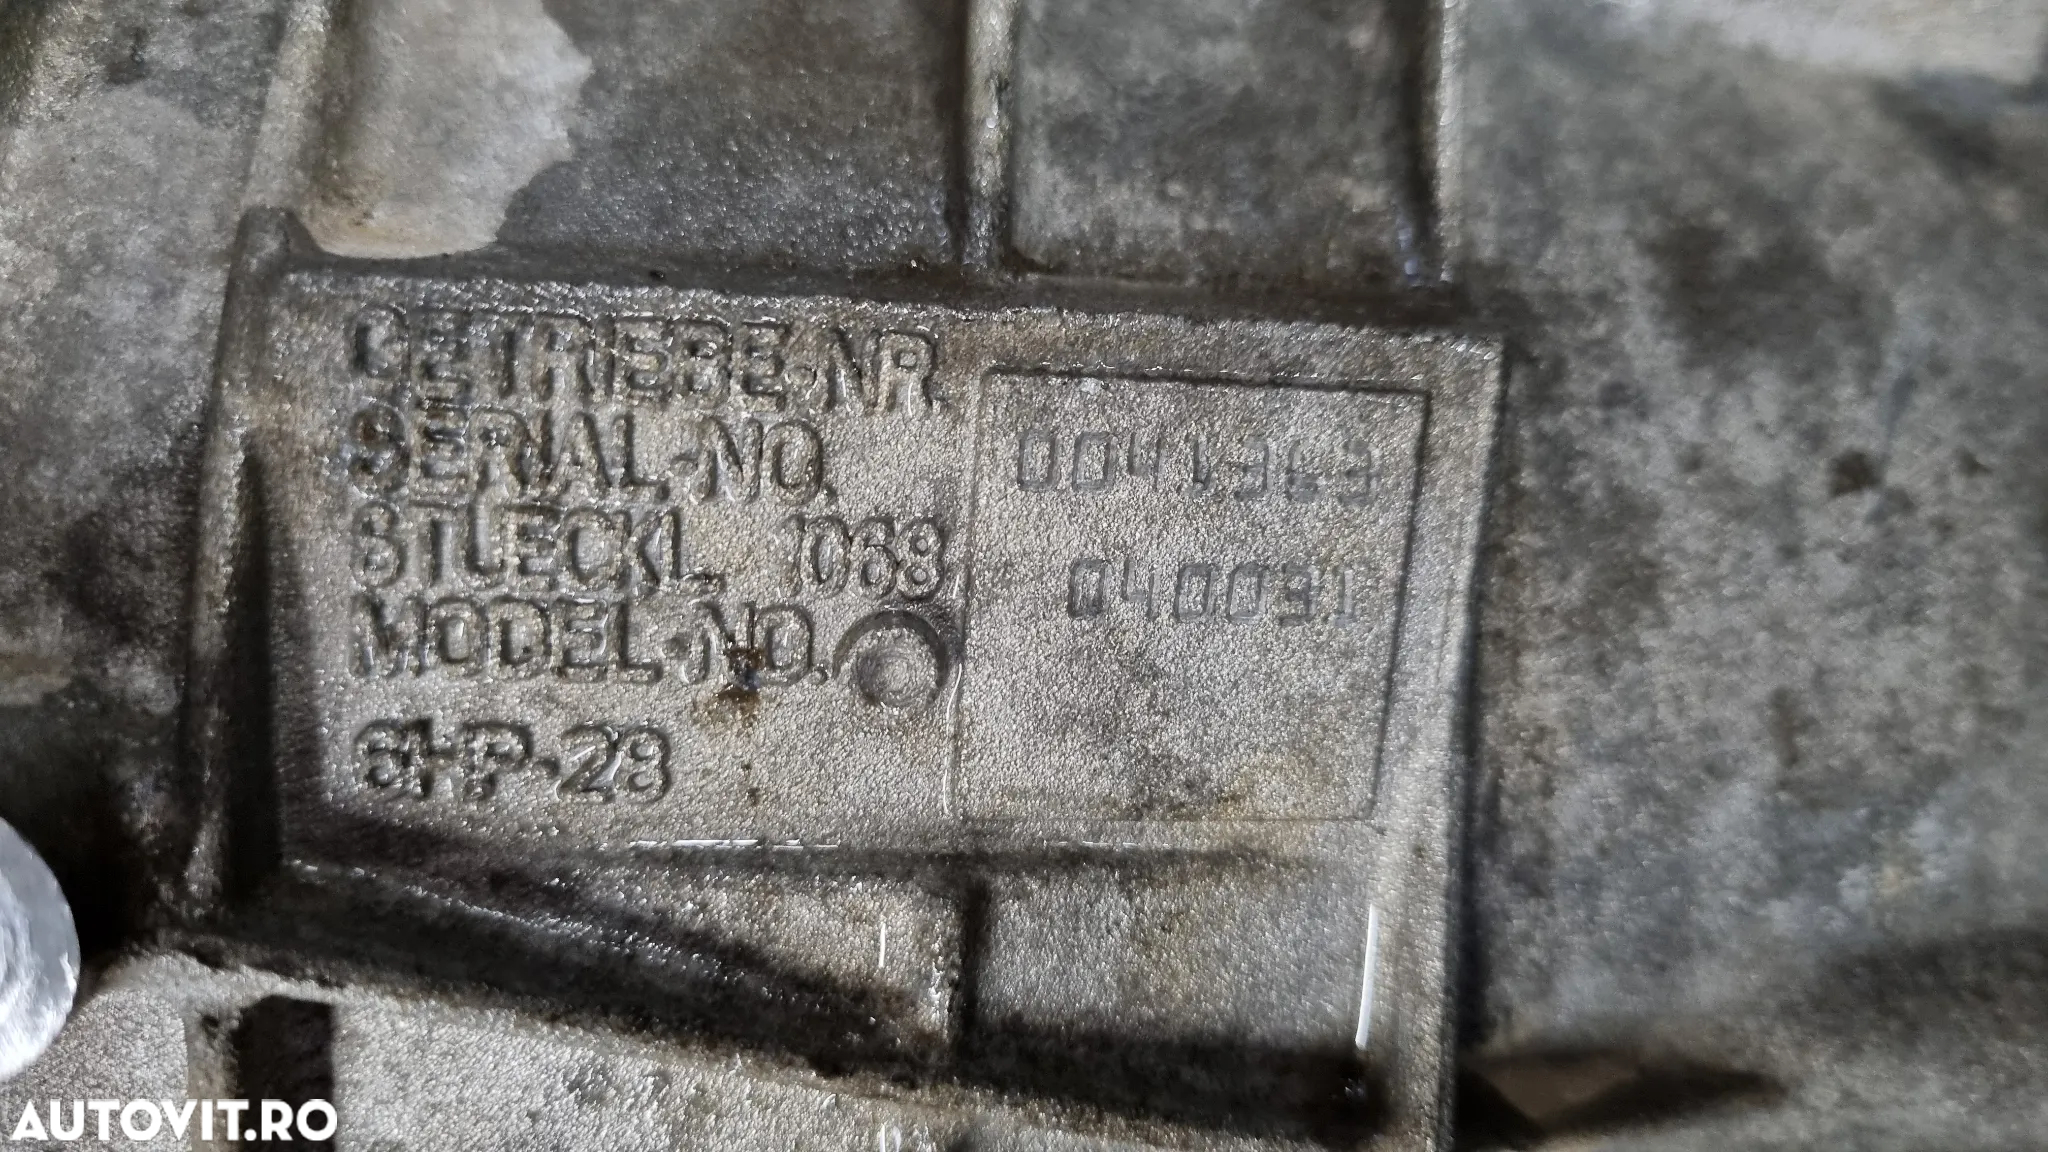 GETRIEBE-NR.
SERIAL-NO.
STUECKL. 1068
MODEL-NO.
6HP-28
040031
AUTOVIT.RO